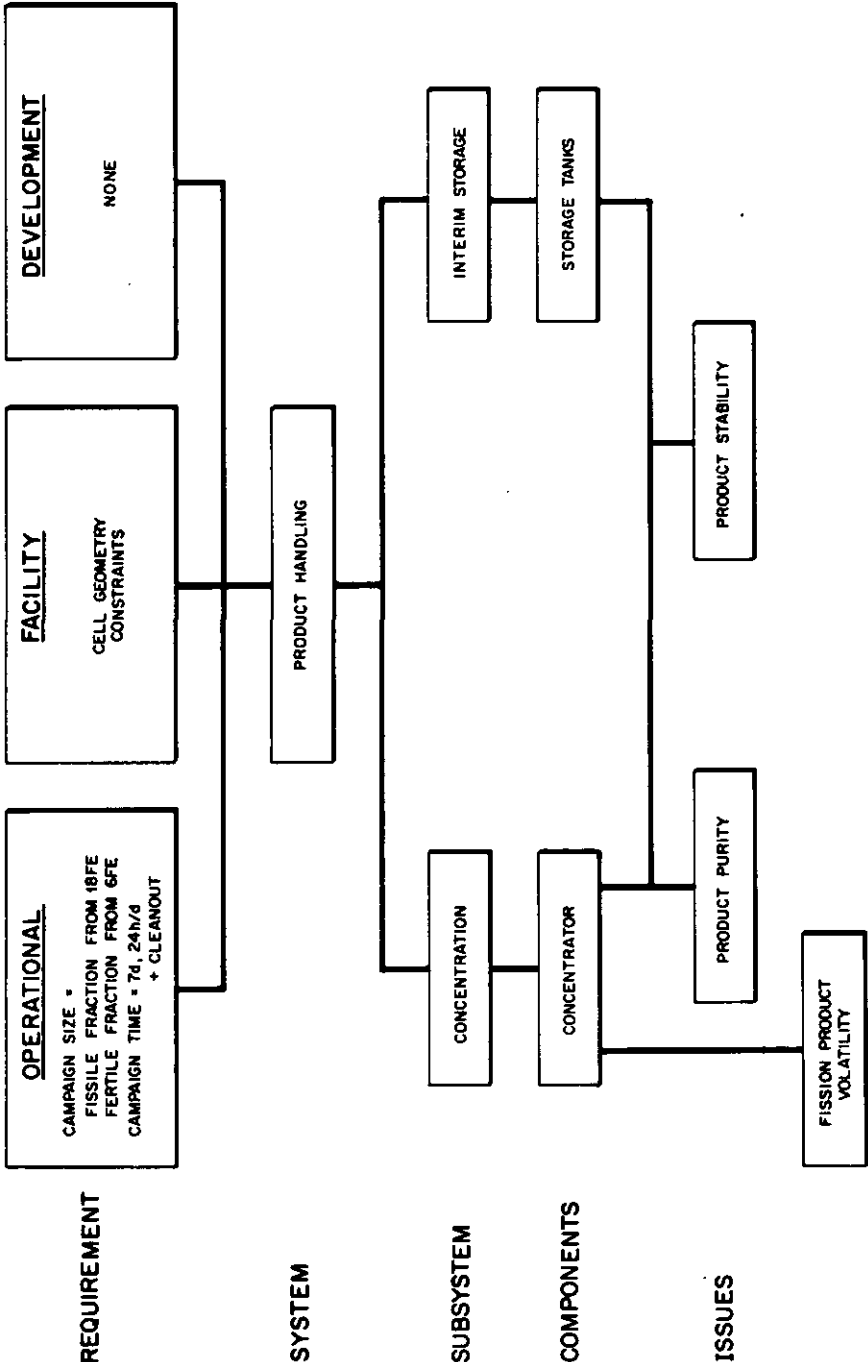 REQUIREMENT
OPERATIONAL
CAMPAIGN SIZE =
FISSILE FRACTION FROM 18FE
FERTILE FRACTION FROM 6FE
CAMPAIGN TIME = 7d, 24h/d
+ CLEANOUT
FACILITY
CELL GEOMETRY
CONSTRAINTS
DEVELOPMENT
NONE
SYSTEM
PRODUCT HANDLING
SUBSYSTEM
CONCENTRATION
INTERIM STORAGE
COMPONENTS
CONCENTRATOR
STORAGE TANKS
ISSUES
PRODUCT PURITY
PRODUCT STABILITY
FISSION PRODUCT
VOLATILITY